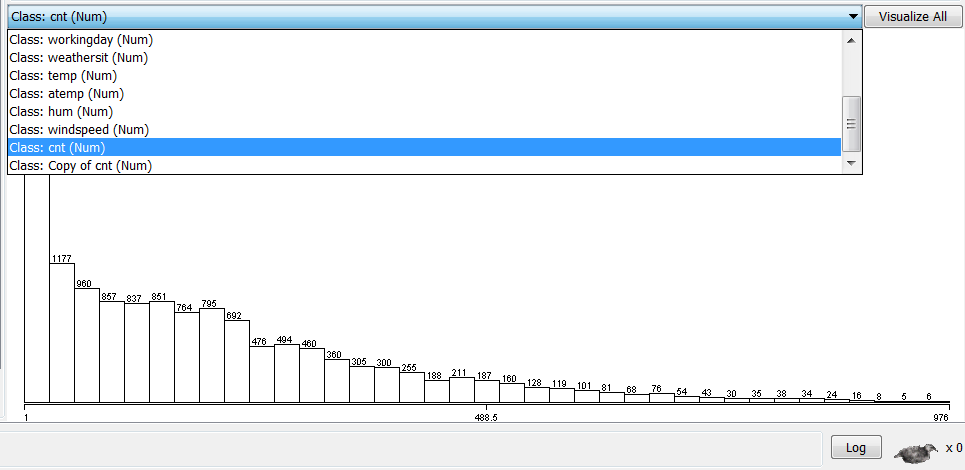 Class: cnt (Num) Visualize All
Class: workingday (Num)
Class: weathersit (Num)
Class: temp (Num)
Class: atemp (Num)
Class: hum (Num)
Class: windspeed (Num)
Class: cnt (Num)
Class: Copy of cnt (Num)
1177 960 857 837 851 764 795 692 476 494 460 360 305 300 255 188 211 187 160 128 119 101 81 68 76 54 43 30 35 38 34 24 16 8 5 6
1 488.5 976
Log x 0